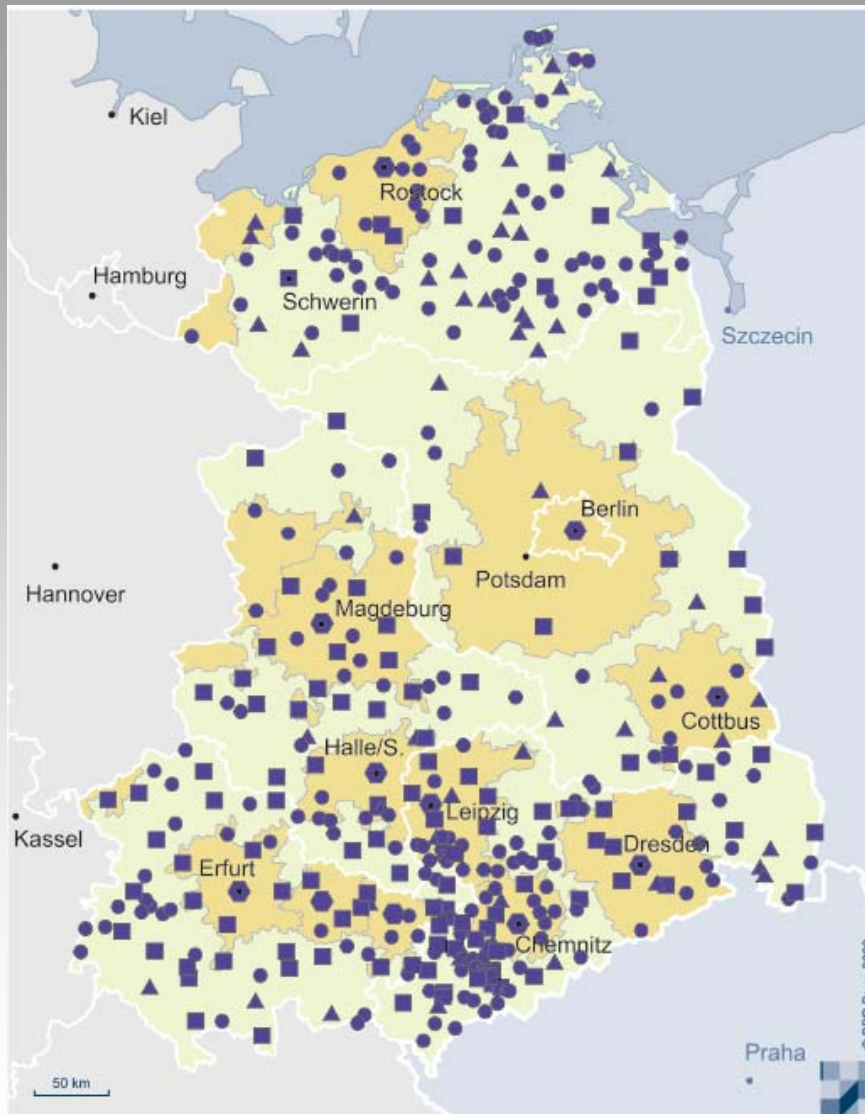 Kiel
Rostock
Hamburg
Schwerin
Szczecin
Berlin
Potsdam
Hannover
Magdeburg
Cottbus
Halle/S.
Leipzig
Kassel
Dresden
Erfurt
Chemnitz
Praha
50 km